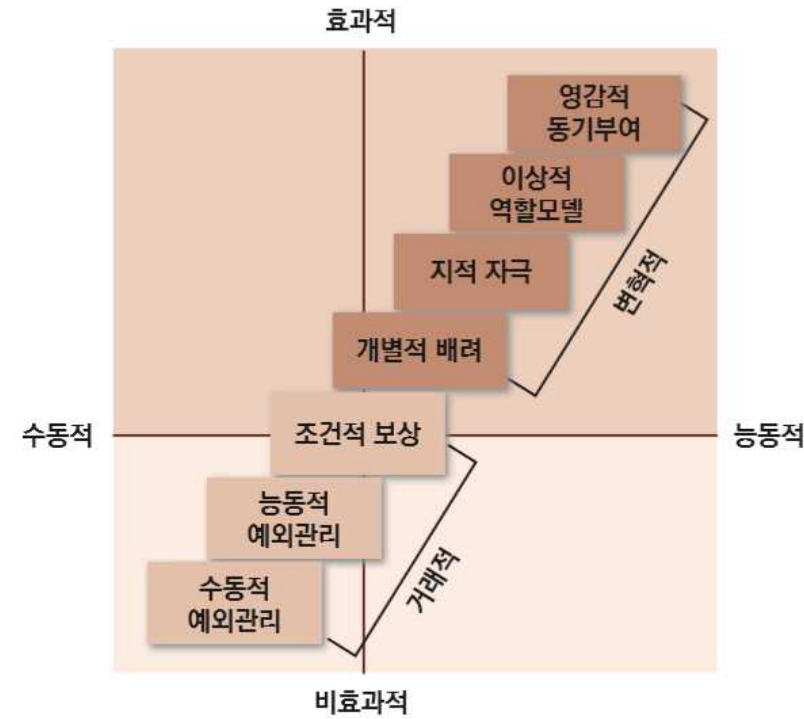 효과적
영감적
동기부여
이상적
역할모델
지적 자극
변혁적
개별적 배려
수동적
조건적 보상
능동적
능동적
예외관리
거래적
수동적
예외관리
비효과적